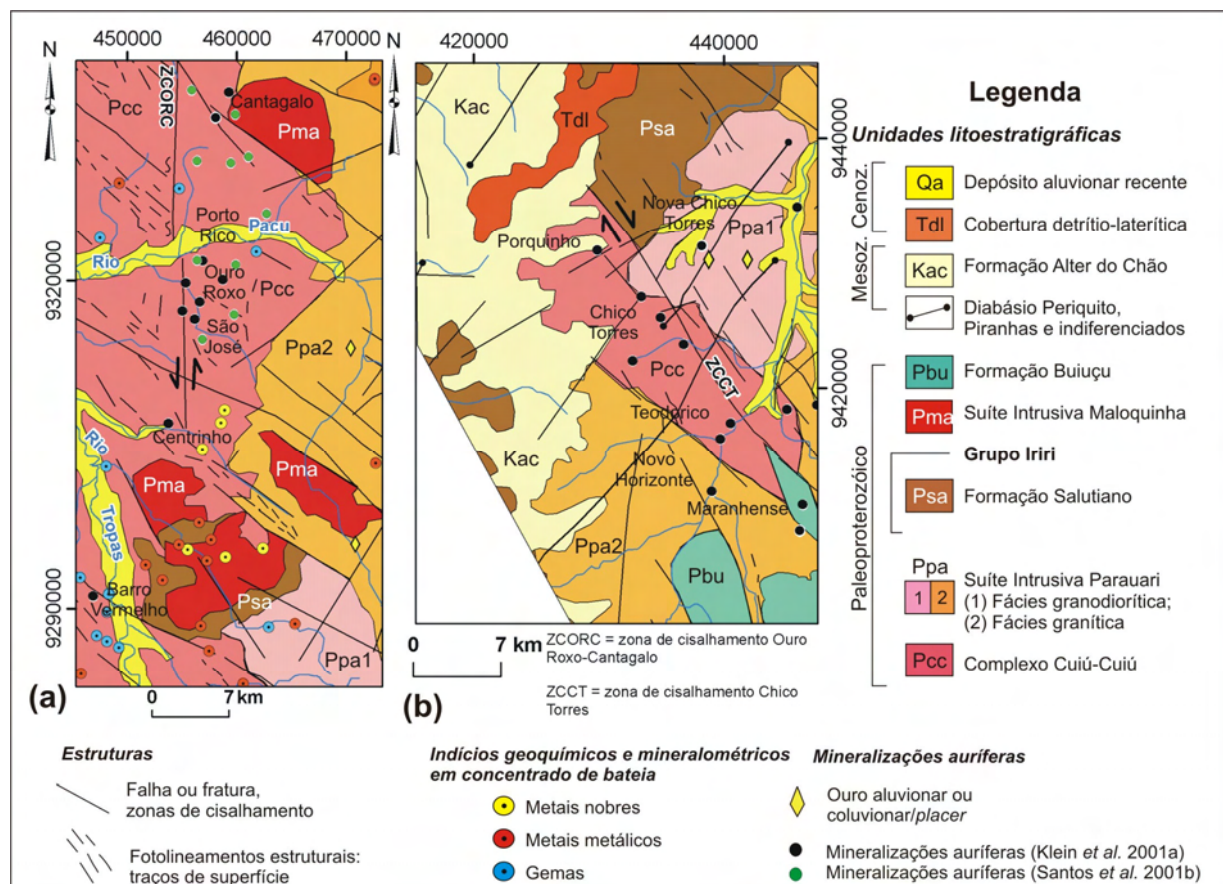 450000 460000 470000
N
ZCORC
Pcc
Cantagalo
Pma
Porto
Rico
Pacu
Rio
Ouro
Roxo
Pcc
São
José
Ppa2
Centrinho
Rio
Tropas
Pma
Pma
Barro
Vermelho
Psa
Ppa1
9320000
9290000
(a)
0 7 km
420000 440000
N
Kac
Tdl
Psa
Nova Chico
Torres
Ppa1
Porquinho
Chico
Torres
Pcc
ZCCT
Teodorico
Kac
Novo
Horizonte
Maranhense
Ppa2
Pbu
9440000
9420000
(b)
0 7 km
ZCORC = zona de cisalhamento Ouro
Roxo-Cantagalo
ZCCT = zona de cisalhamento Chico
Torres
Legenda
Unidades litoestratigráficas
Cenoz.
Qa Depósito aluvionar recente
Tdl Cobertura detrítio-laterítica
Mesoz.
Kac Formação Alter do Chão
Diabásio Periquito,
Piranhas e indiferenciados
Paleoproterozóico
Pbu Formação Buiuçu
Pma Suíte Intrusiva Maloquinha
Grupo Iriri
Psa Formação Salutiano
Ppa
1 2 Suíte Intrusiva Parauari
(1) Fácies granodiorítica;
(2) Fácies granítica
Pcc Complexo Cuiú-Cuiú
Estruturas
Falha ou fratura,
zonas de cisalhamento
Fotolineamentos estruturais:
traços de superfície
Indícios geoquímicos e mineralométricos
em concentrado de bateia
Metais nobres
Metais metálicos
Gemas
Mineralizações auríferas
Ouro aluvionar ou
coluvionar/placer
Mineralizações auríferas (Klein et al. 2001a)
Mineralizações auríferas (Santos et al. 2001b)